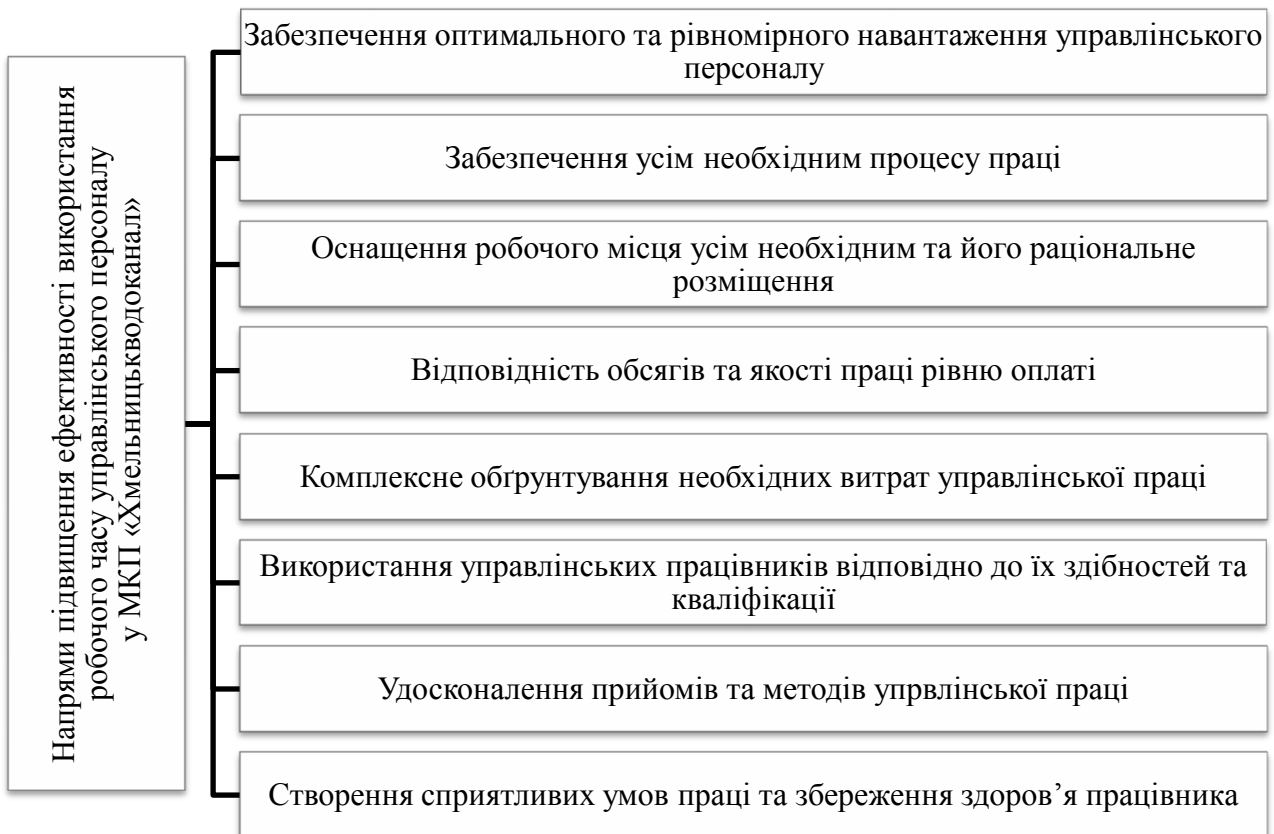 Напрями підвищення ефективності використання
робочого часу управлінського персоналу
у МКП «Хмельницькводоканал»
Забезпечення оптимального та рівномірного навантаження управлінського
персоналу
Забезпечення усім необхідним процесу праці
Оснащення робочого місця усім необхідним та його раціональне
розміщення
Відповідність обсягів та якості праці рівню оплаті
Комплексне обґрунтування необхідних витрат управлінської праці
Використання управлінських працівників відповідно до їх здібностей та
кваліфікації
Удосконалення прийомів та методів упрвлінської праці
Створення сприятливих умов праці та збереження здоров’я працівника